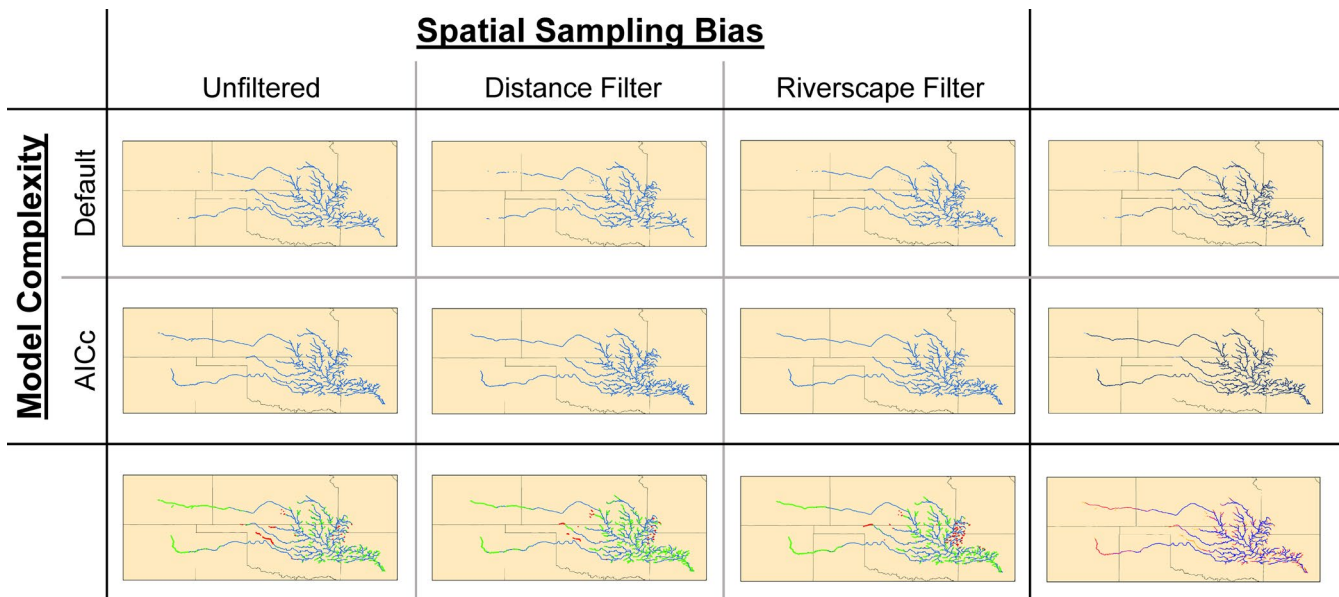 Spatial Sampling Bias
Unfiltered
Distance Filter
Riverscape Filter
Model Complexity
Default
AICc